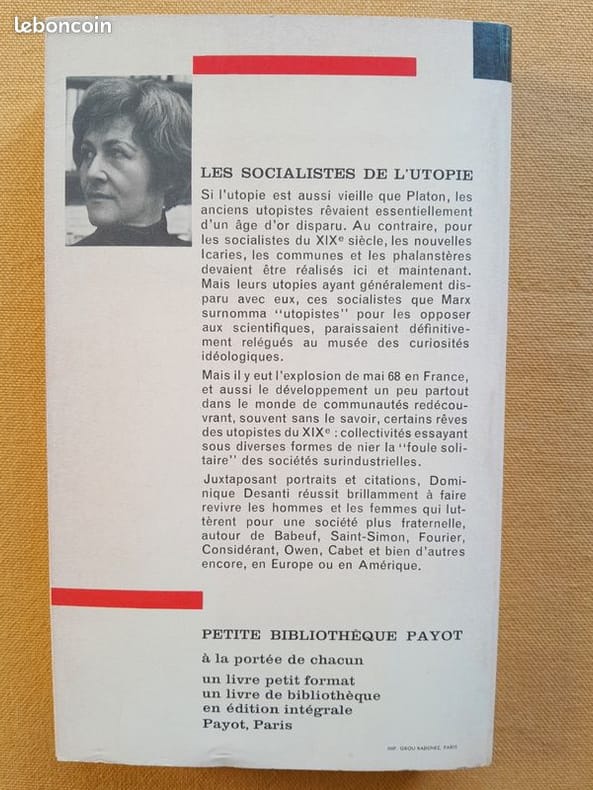 leboncoin
LES SOCIALISTES DE L'UTOPIE
Si l'utopie est aussi vieille que Platon, les
anciens utopistes rêvaient essentiellement
d'un âge d'or disparu. Au contraire, pour
les socialistes du XIXe siècle, les nouvelles
Icaries, les communes et les phalanstères
devaient être réalisés ici et maintenant.
Mais leurs utopies ayant généralement dis-
paru avec eux, ces socialistes que Marx
surnomma "utopistes" pour les opposer
aux scientifiques, paraissaient définitive-
ment relégués au musée des curiosités
idéologiques.
Mais il y eut l'explosion de mai 68 en France,
et aussi le développement un peu partout
dans le monde de communautés redécou-
vrant, souvent sans le savoir, certains rêves
des utopistes du XIXe : collectivités essayant
sous diverses formes de nier la "foule soli-
taire" des sociétés surindustrielles.
Juxtaposant portraits et citations, Domi-
nique Desanti réussit brillamment à faire
revivre les hommes et les femmes qui lut-
tèrent pour une société plus fraternelle,
autour de Babeuf, Saint-Simon, Fourier,
Considérant, Owen, Cabet et bien d'autres
encore, en Europe ou en Amérique.
PETITE BIBLIOTHÈQUE PAYOT
à la portée de chacun
un livre petit format
un livre de bibliothèque
en édition intégrale
Payot, Paris
IMP. GROU-RADENEZ, PARIS